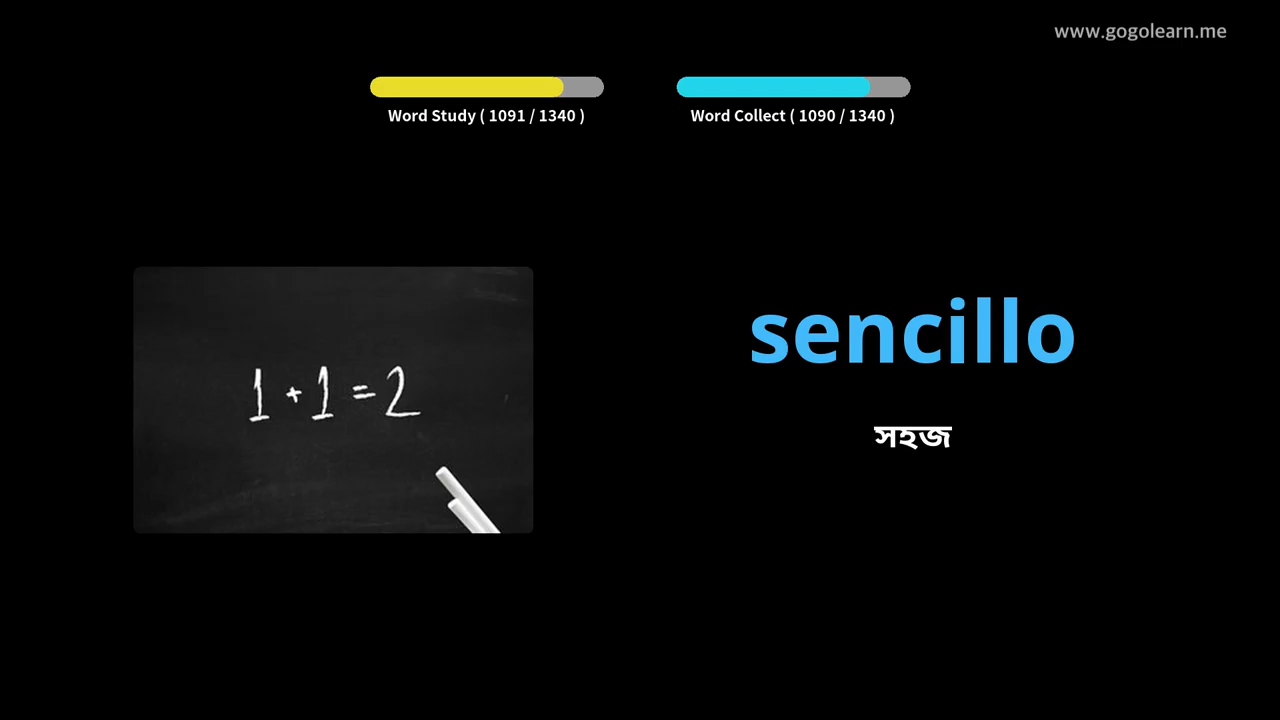 www.gogolearn.me
Word Study ( 1091 / 1340 )
Word Collect ( 1090 / 1340 )
1 + 1 = 2
sencillo
সহজ